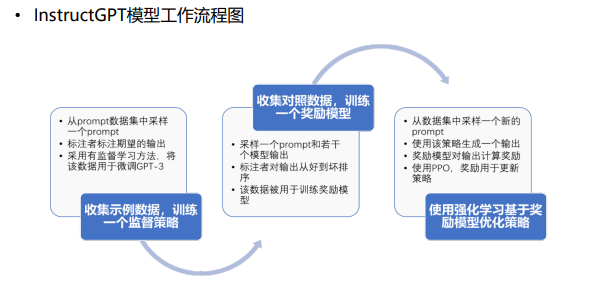 • InstructGPT模型工作流程图
• 从prompt数据集中采样
一个prompt
• 标注者标注期望的输出
• 采用有监督学习方法，将
该数据用于微调GPT-3
收集示例数据，训练
一个监督策略
收集对照数据，训练
一个奖励模型
• 采样一个prompt和若干
个模型输出
• 标注者对输出从好到坏排
序
• 该数据被用于训练奖励模
型
• 从数据集中采样一个新的
prompt
• 使用该策略生成一个输出
• 奖励模型对输出计算奖励
• 使用PPO，奖励用于更新
策略
使用强化学习基于奖
励模型优化策略